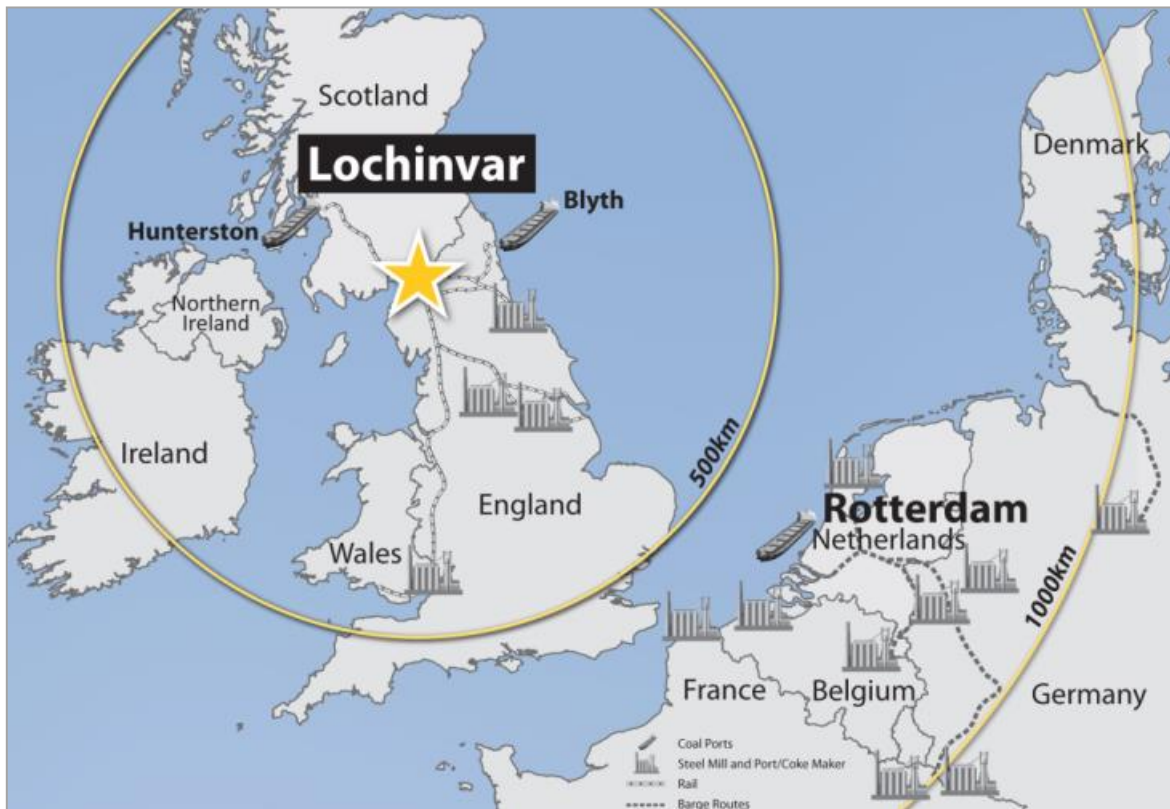 Scotland
Denmark
Lochinvar
Blyth
Hunterston
Northern
Ireland
500km
Ireland
England
Rotterdam
Netherlands
Wales
1000km
France
Belgium
Germany
Coal Ports
Steel Mill and Port/Coke Maker
Rail
Barge Routes